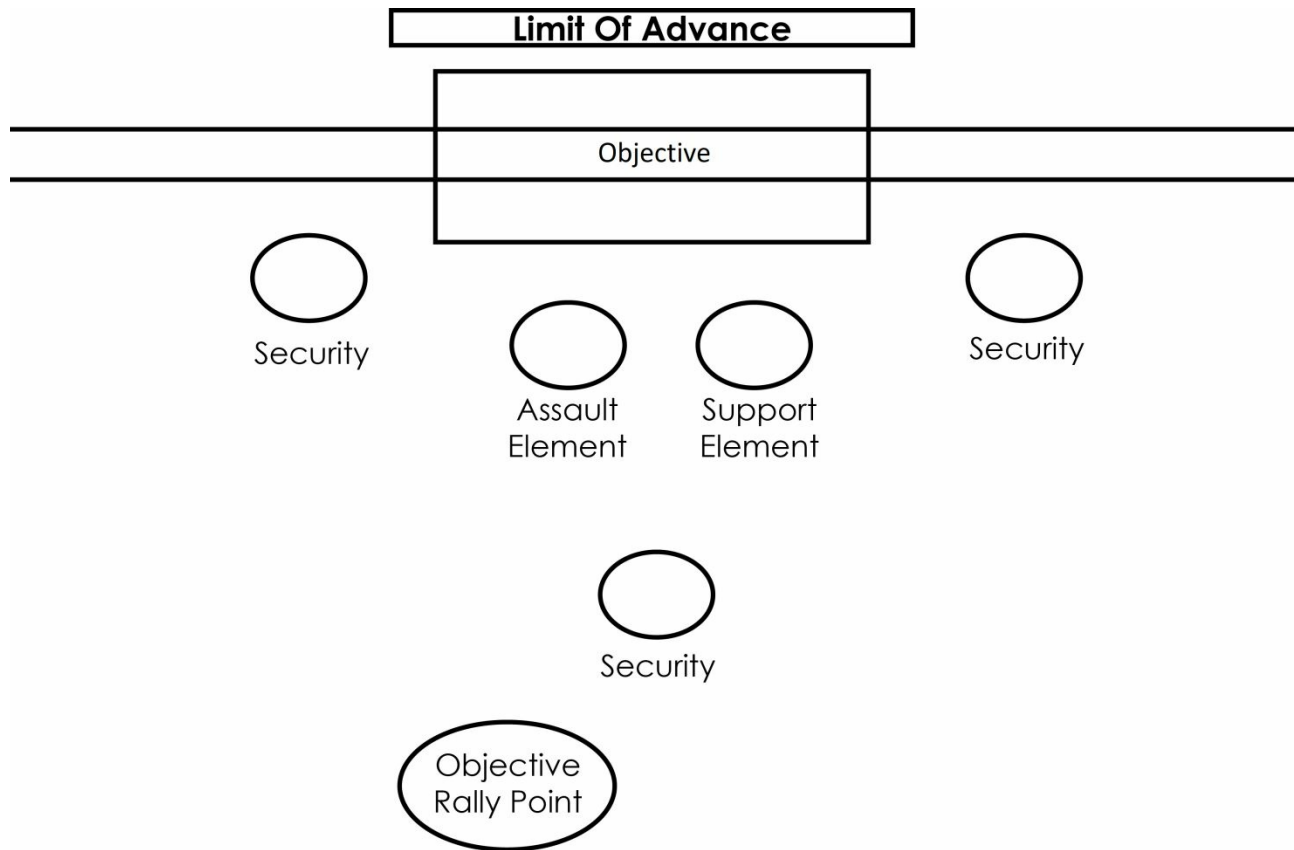 Limit Of Advance
Objective
Security
Security
Assault
Element
Support
Element
Security
Objective
Rally Point